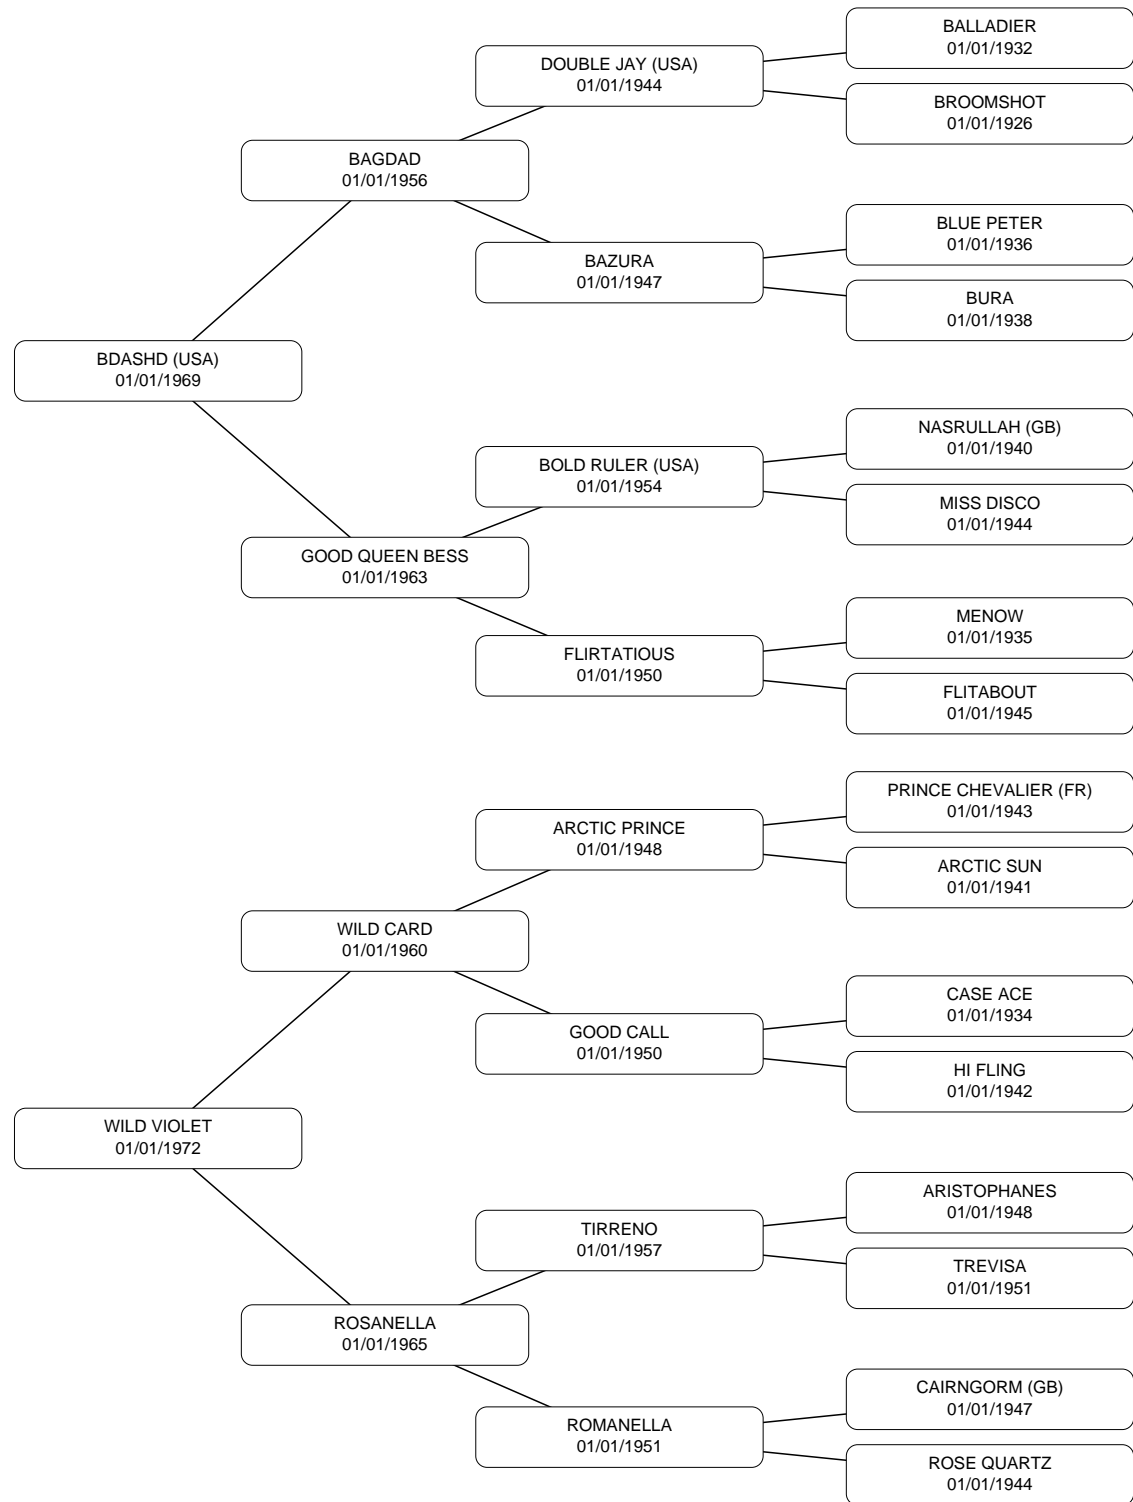 BALLADIER
01/01/1932
DOUBLE JAY (USA)
01/01/1944
BROOMSHOT
01/01/1926
BAGDAD
01/01/1956
BLUE PETER
01/01/1936
BAZURA
01/01/1947
BURA
01/01/1938
BDASHD (USA)
01/01/1969
NASRULLAH (GB)
01/01/1940
BOLD RULER (USA)
01/01/1954
MISS DISCO
01/01/1944
GOOD QUEEN BESS
01/01/1963
MENOW
01/01/1935
FLIRTATIOUS
01/01/1950
FLITABOUT
01/01/1945
PRINCE CHEVALIER (FR)
01/01/1943
ARCTIC PRINCE
01/01/1948
ARCTIC SUN
01/01/1941
WILD CARD
01/01/1960
CASE ACE
01/01/1934
GOOD CALL
01/01/1950
HI FLING
01/01/1942
WILD VIOLET
01/01/1972
ARISTOPHANES
01/01/1948
TIRRENO
01/01/1957
TREVISA
01/01/1951
ROSANELLA
01/01/1965
CAIRNGORM (GB)
01/01/1947
ROMANELLA
01/01/1951
ROSE QUARTZ
01/01/1944